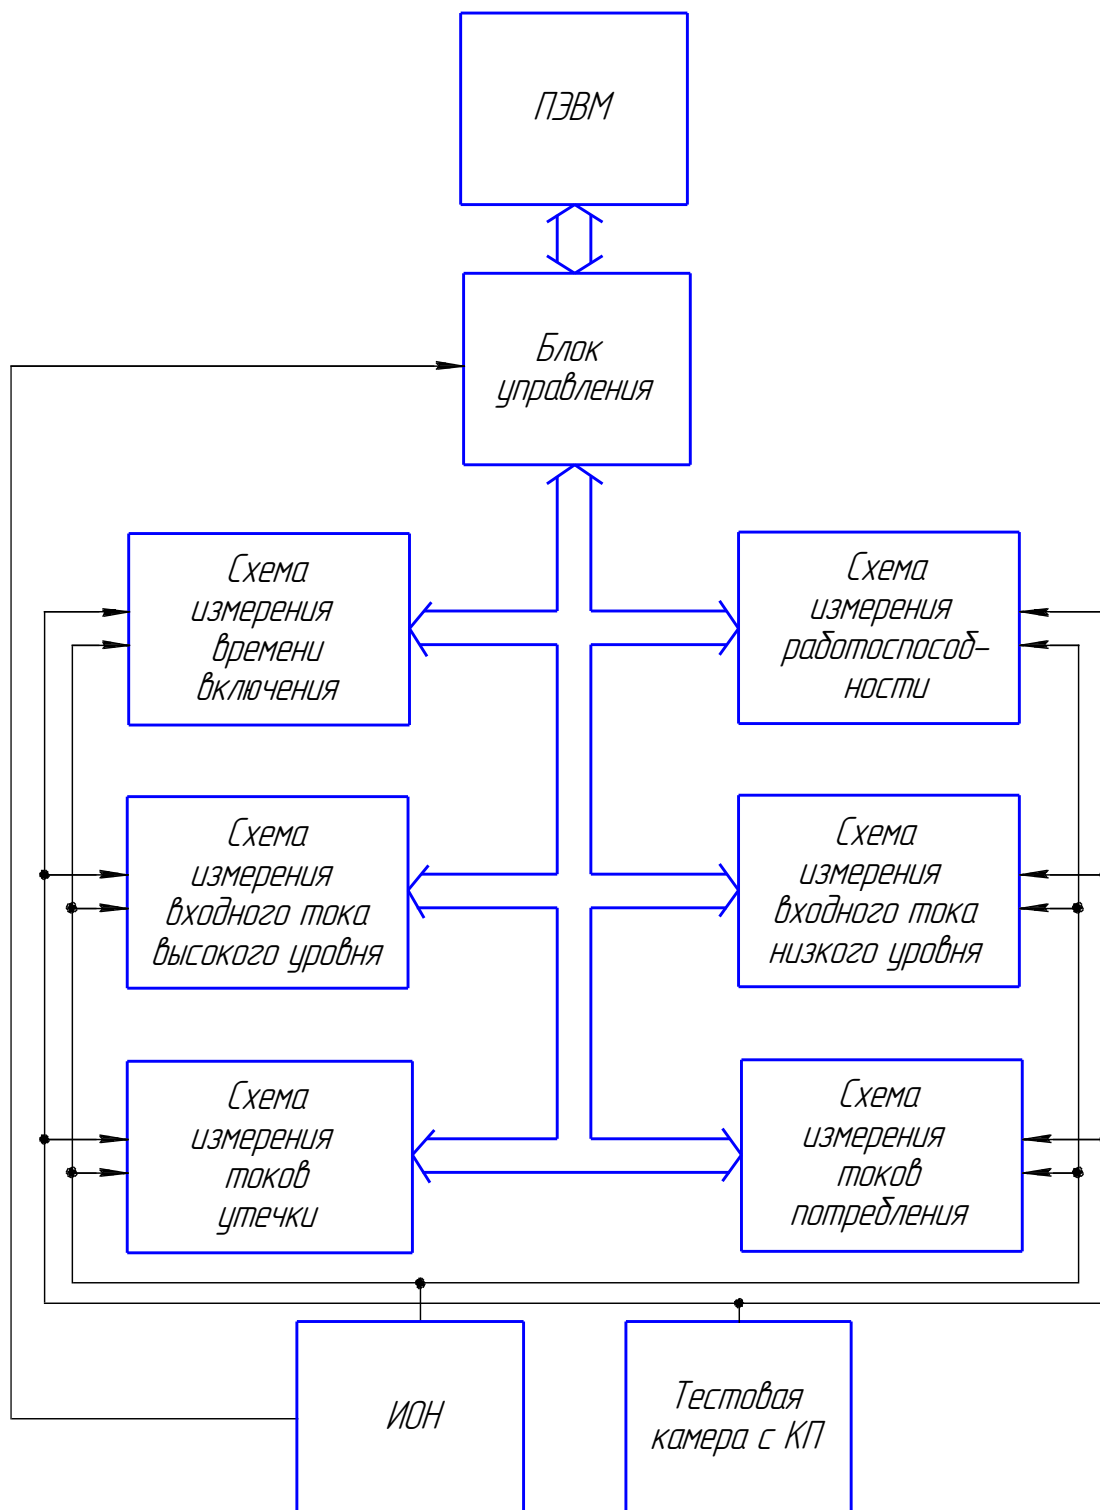 ПЭВМ
Блок
управления
Схема
измерения
времени
включения
Схема
измерения
работоспособ-
ности
Схема
измерения
входного тока
высокого уровня
Схема
измерения
входного тока
низкого уровня
Схема
измерения
токов
утечки
Схема
измерения
токов
потребления
ИОН
Тестовая
камера с КП